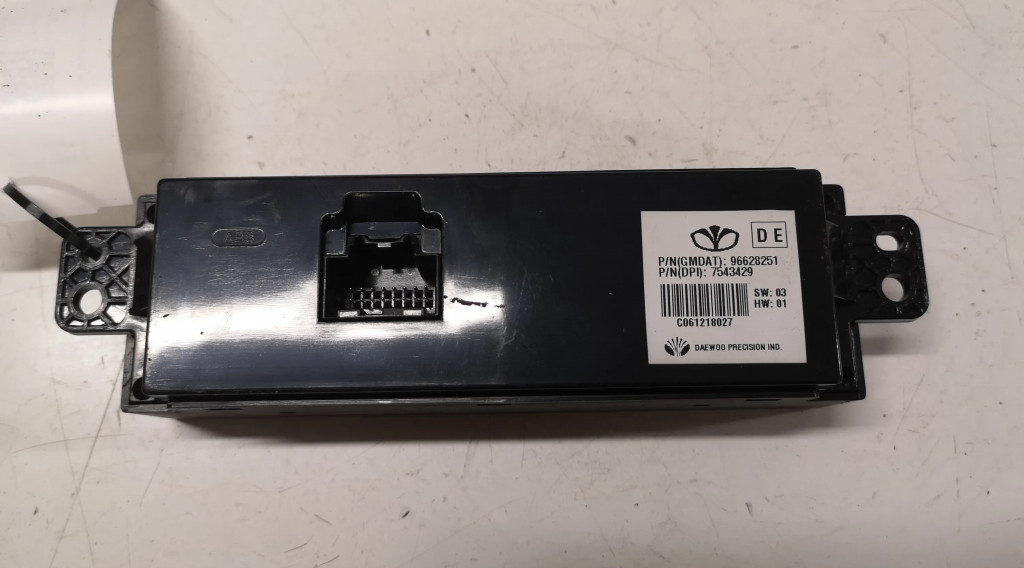 DE
P/N(GMDAT): 96628251
P/N(DPI): 7543429
SW: 03
HW: 01
C061218027
DAEWOO PRECISION IND.